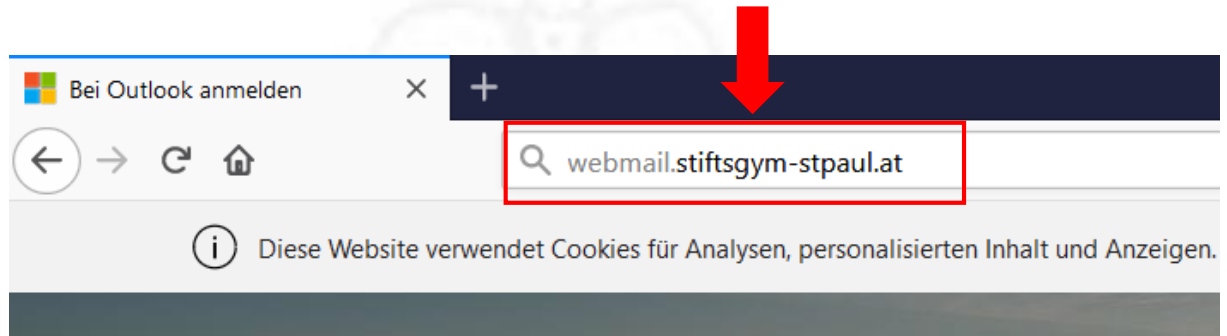 Bei Outlook anmelden
webmail.stiftsgym-stpaul.at
Diese Website verwendet Cookies für Analysen, personalisierten Inhalt und Anzeigen.